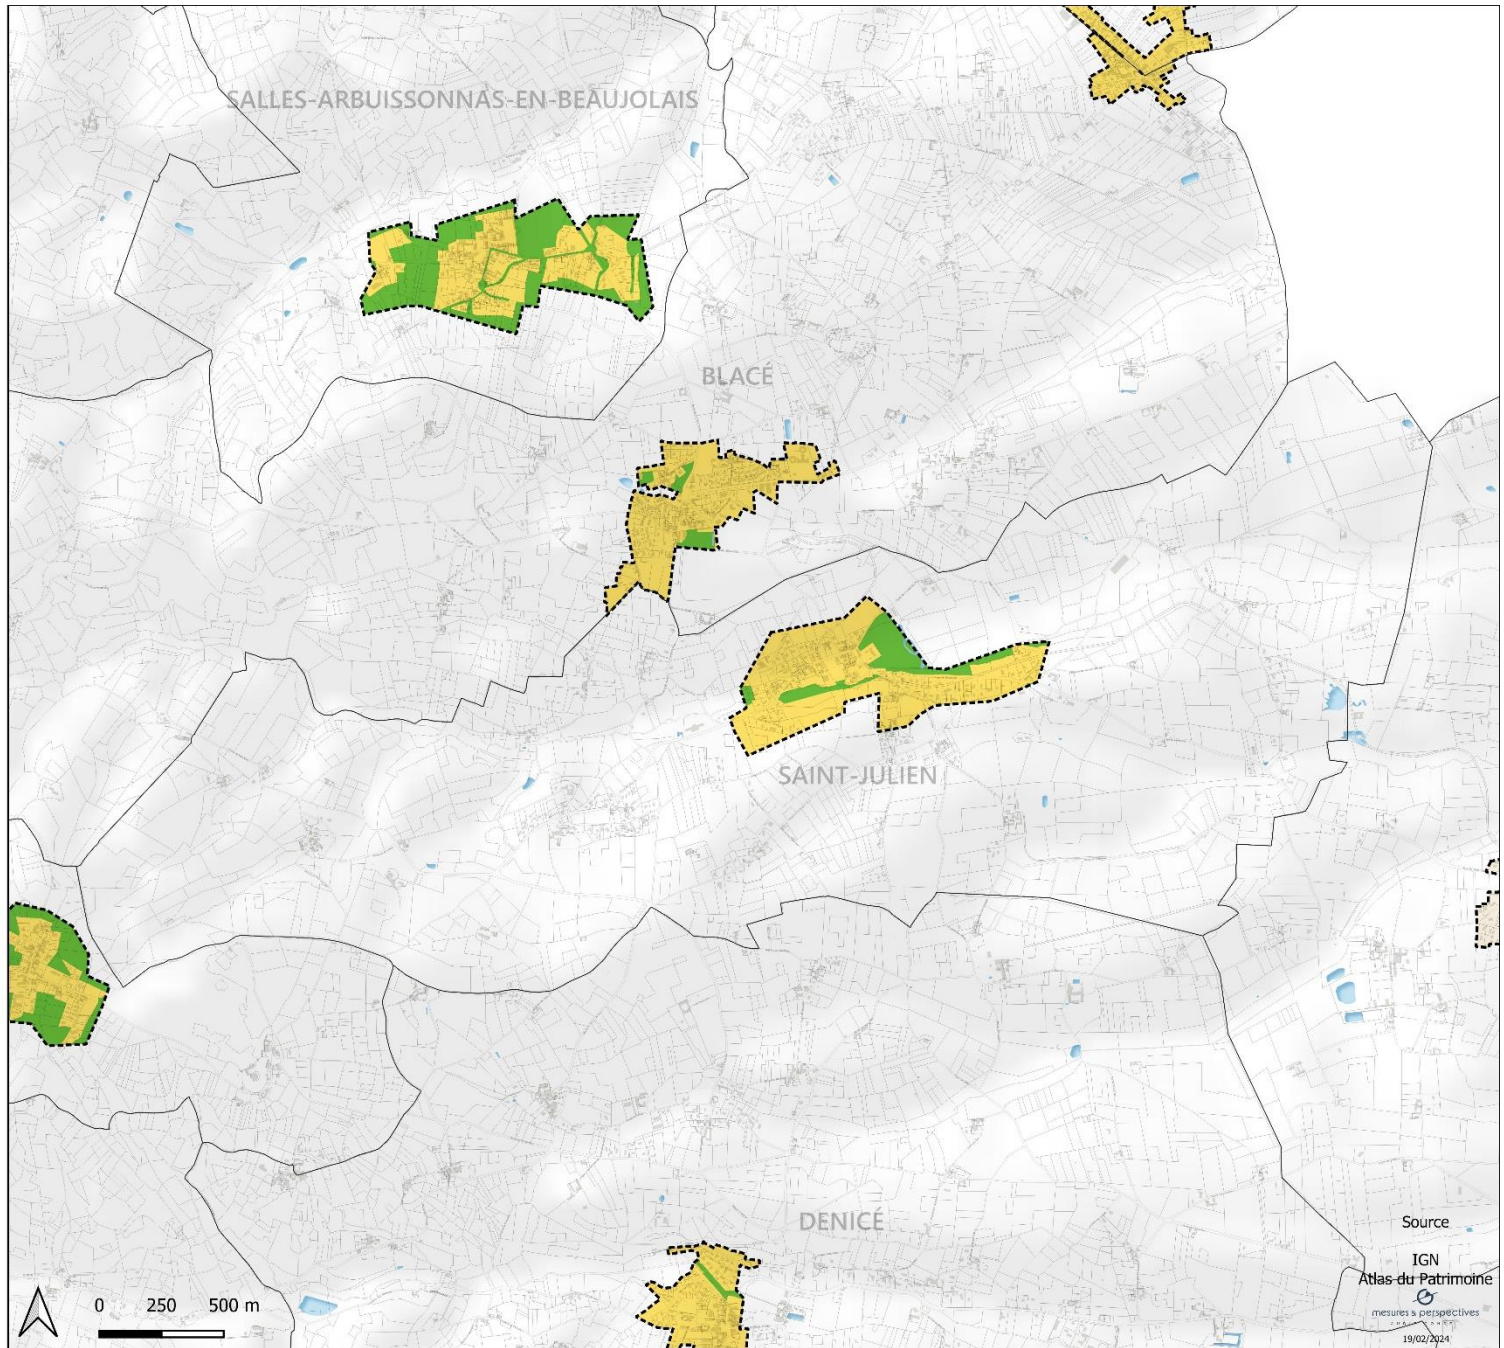 SALLES-ARBUISSONNAS-EN-BEAUJOLAIS
BLACÉ
SAINT-JULIEN
DENICÉ
Source
IGN
Atlas du Patrimoine
mesures & perspectives
19/02/2024
0 250 500 m